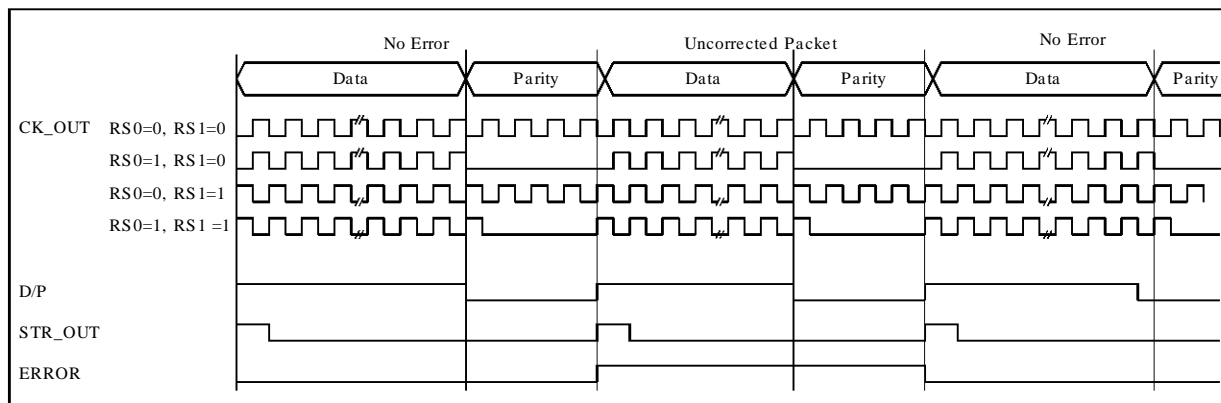 No Error Uncorrected Packet No Error
Data Parity Data Parity Data Parity
CK_OUT RS0=0, RS1=0
RS0=1, RS1=0
RS0=0, RS1=1
RS0=1, RS1 =1
D/P
STR_OUT
ERROR